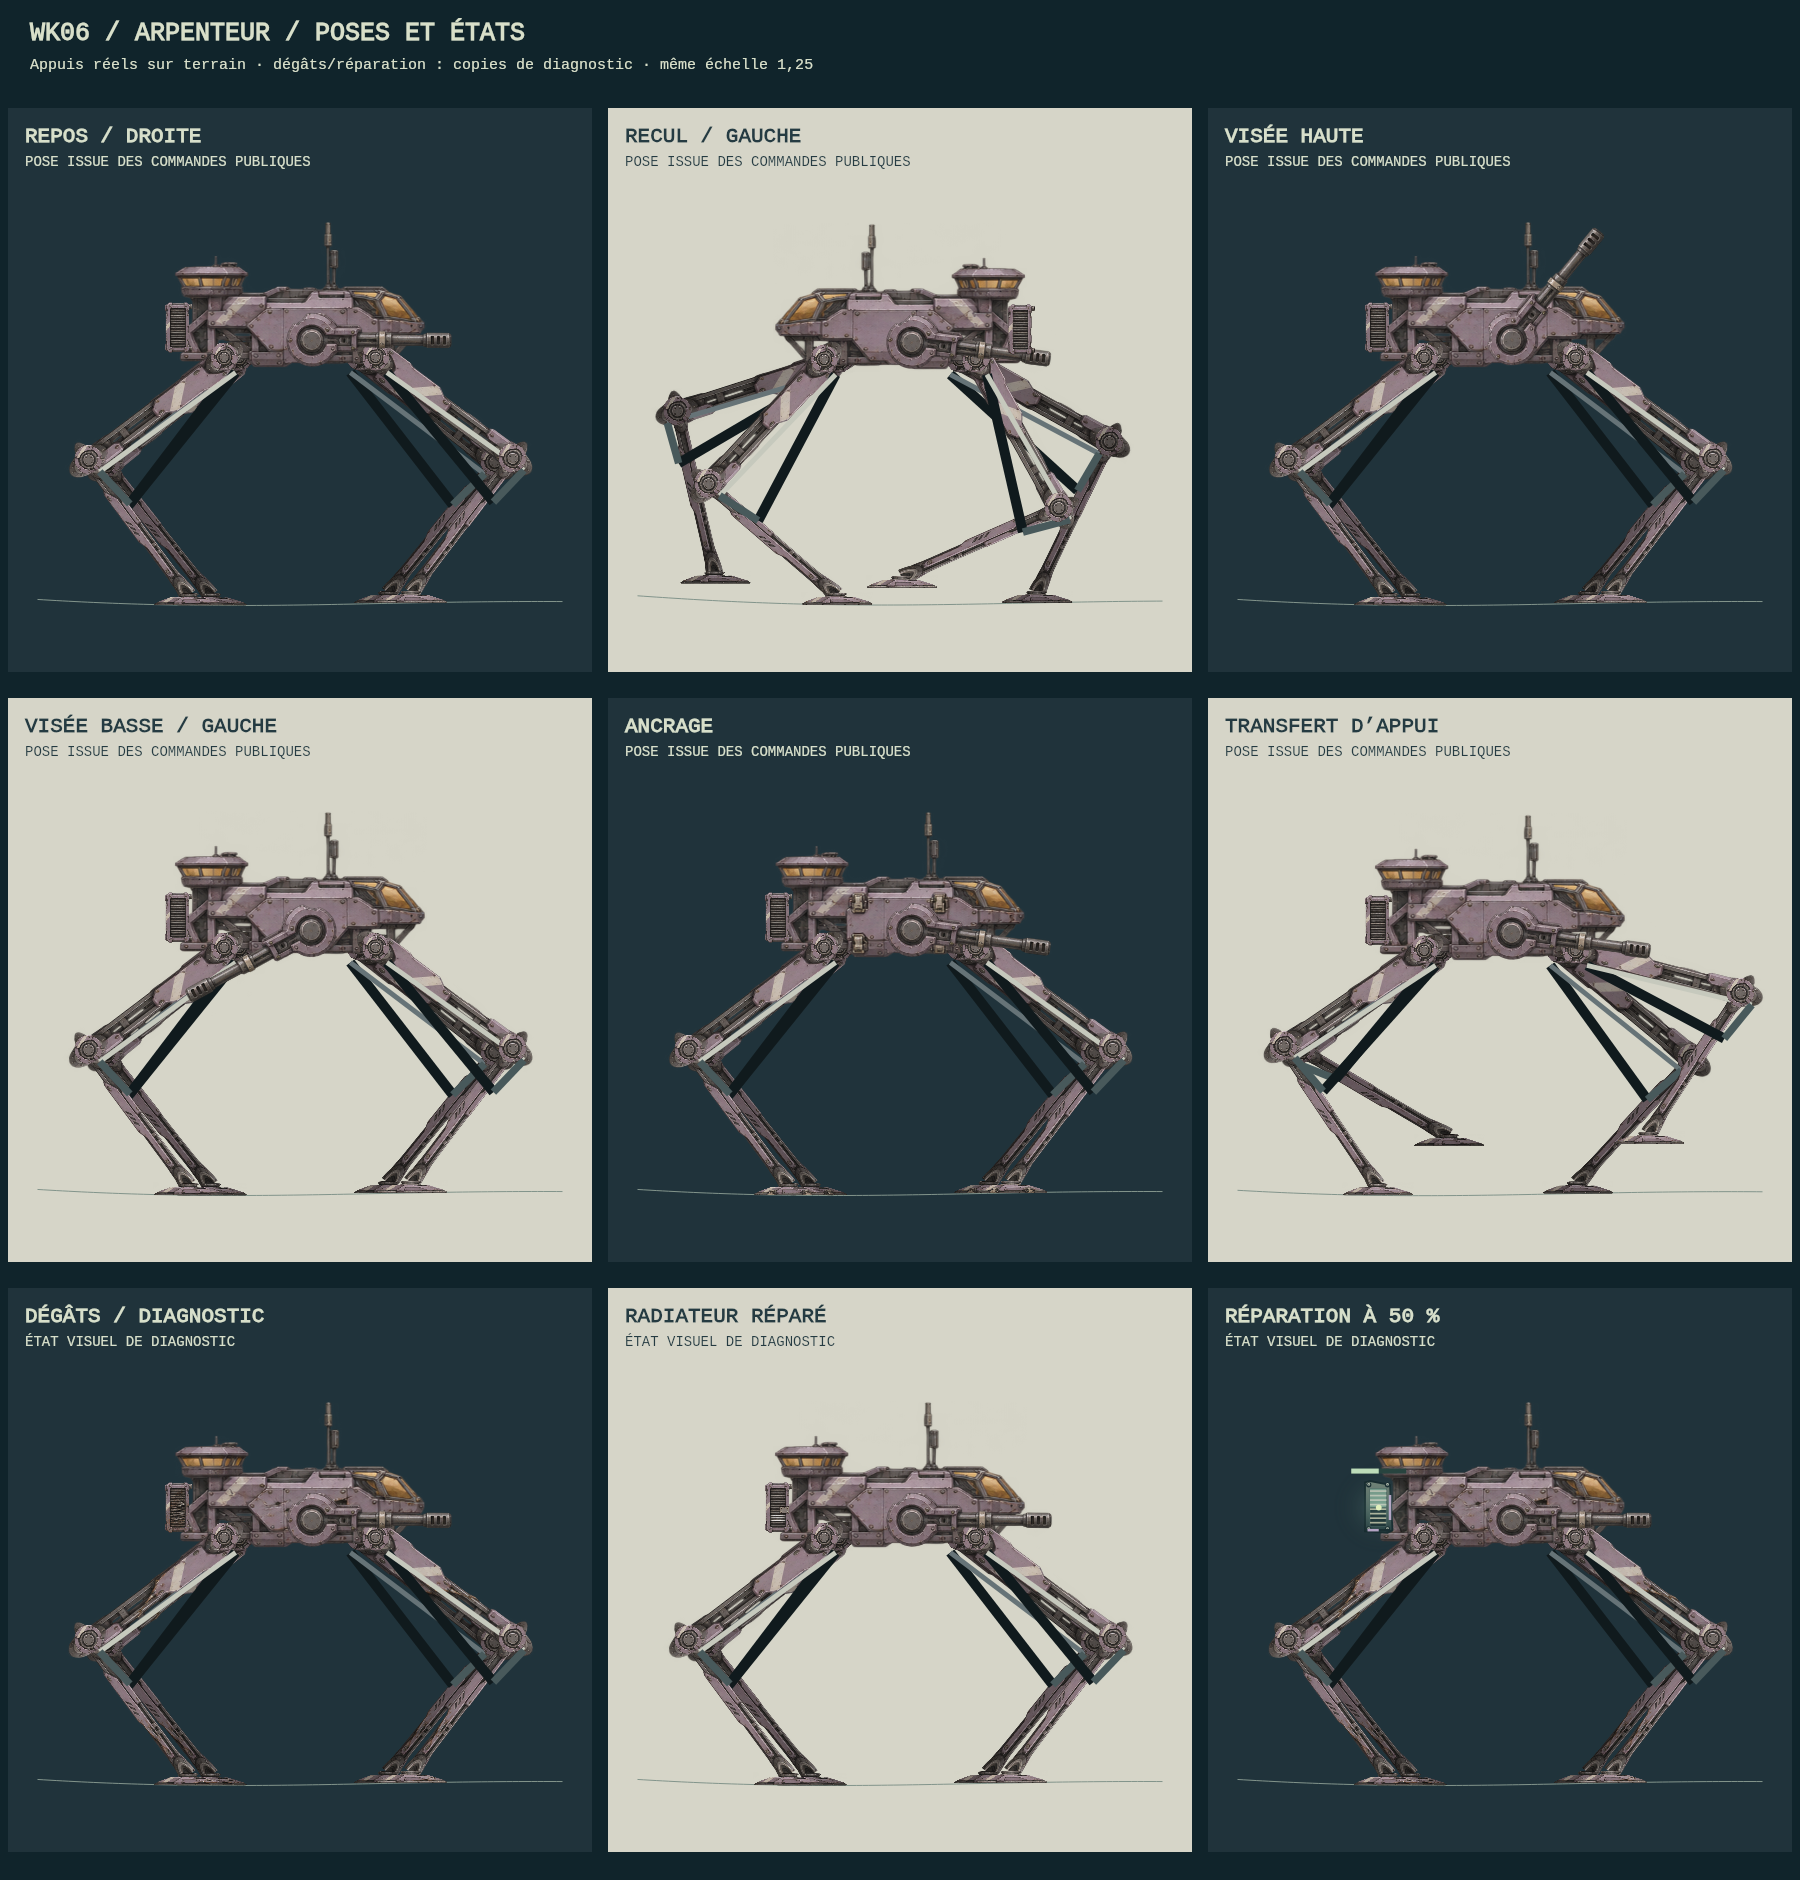 WK06 / ARPENTEUR / POSES ET ÉTATS
Appuis réels sur terrain · dégâts/réparation : copies de diagnostic · même échelle 1,25
REPOS / DROITE
POSE ISSUE DES COMMANDES PUBLIQUES
RECUL / GAUCHE
POSE ISSUE DES COMMANDES PUBLIQUES
VISÉE HAUTE
POSE ISSUE DES COMMANDES PUBLIQUES
VISÉE BASSE / GAUCHE
POSE ISSUE DES COMMANDES PUBLIQUES
ANCRAGE
POSE ISSUE DES COMMANDES PUBLIQUES
TRANSFERT D’APPUI
POSE ISSUE DES COMMANDES PUBLIQUES
DÉGÂTS / DIAGNOSTIC
ÉTAT VISUEL DE DIAGNOSTIC
RADIATEUR RÉPARÉ
ÉTAT VISUEL DE DIAGNOSTIC
RÉPARATION À 50 %
ÉTAT VISUEL DE DIAGNOSTIC